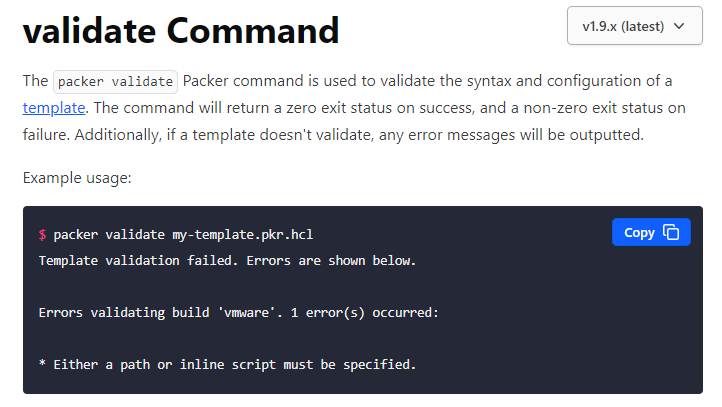 validate Command
v1.9.x (latest)
The packer validate Packer command is used to validate the syntax and configuration of a
template. The command will return a zero exit status on success, and a non-zero exit status on
failure. Additionally, if a template doesn't validate, any error messages will be outputted.
Example usage:
$ packer validate my-template.pkr.hcl
Copy
Template validation failed. Errors are shown below.
Errors validating build 'vmware'. 1 error(s) occurred:
* Either a path or inline script must be specified.